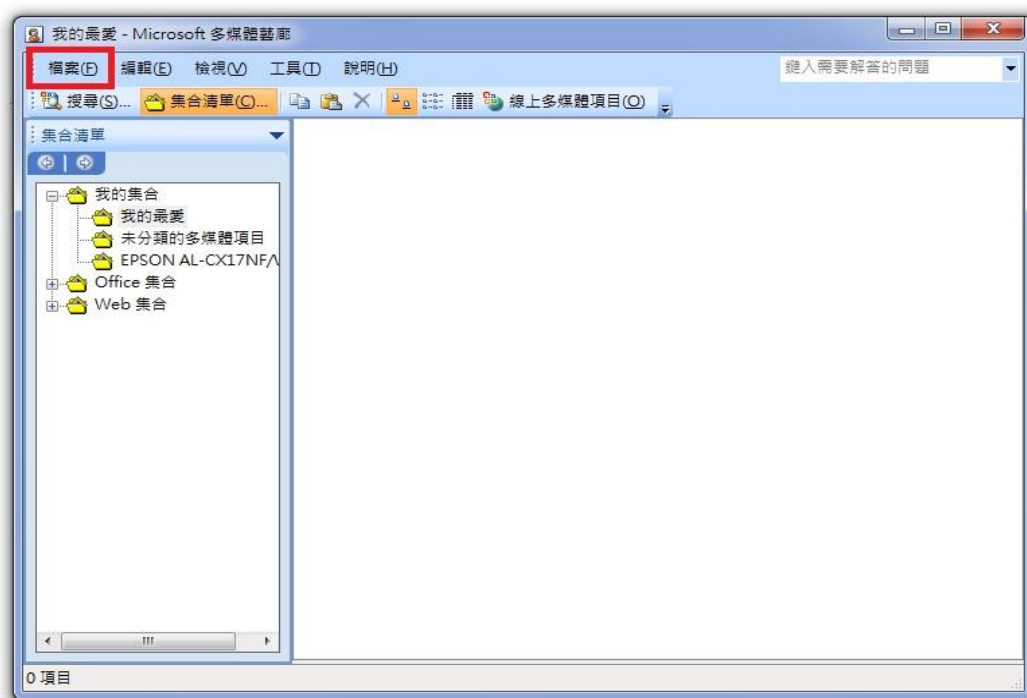 我的最愛 - Microsoft 多媒體藝廊
檔案(F) 編輯(E) 檢視(V) 工具(T) 說明(H) 鍵入需要解答的問題
搜尋(S)... 集合清單(C)... 線上多媒體項目(O)
集合清單
我的集合
我的最愛
未分類的多媒體項目
EPSON AL-CX17NF/
Office 集合
Web 集合
0 項目